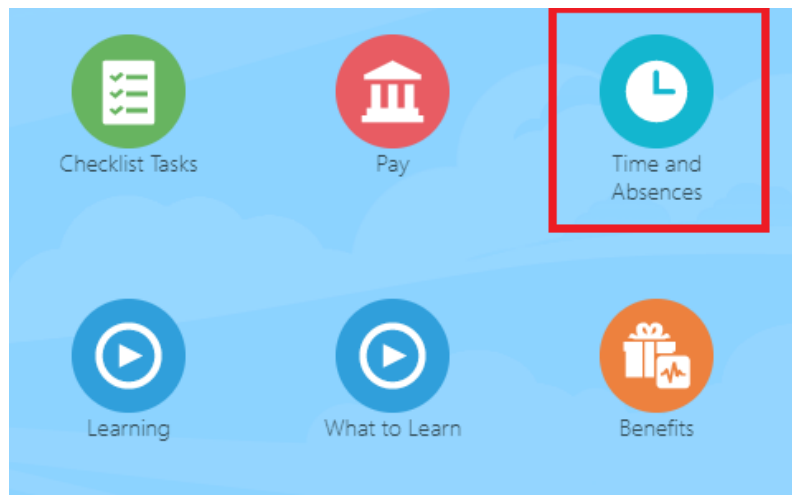 Checklist Tasks
Pay
Time and
Absences
Learning
What to Learn
Benefits